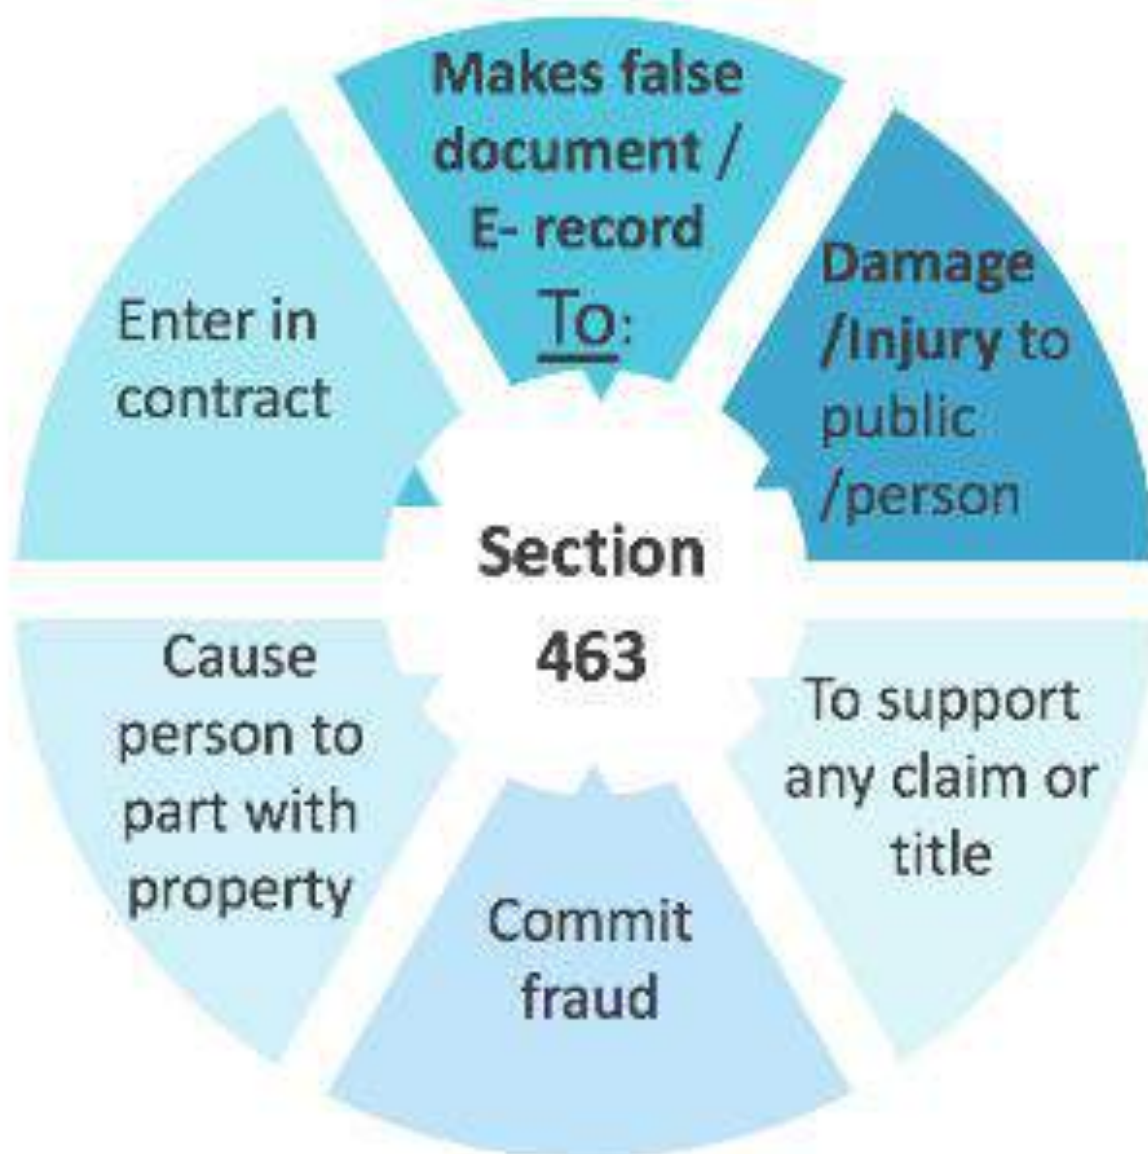 Makes false
document /
E- record
To:
Damage
/Injury to
public
/person
To support
any claim or
title
Commit
fraud
Cause
person to
part with
property
Enter in
contract
Section
463